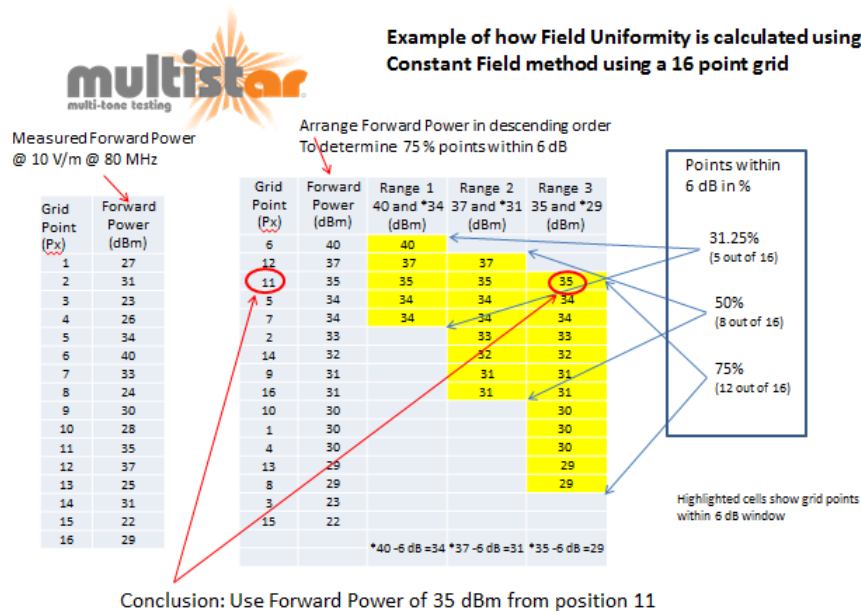 multistar
multi-tone testing
Example of how Field Uniformity is calculated using
Constant Field method using a 16 point grid
Measured Forward Power
@ 10 V/m @ 80 MHz
Grid Point (Px) Forward Power (dBm)
1 27
2 31
3 23
4 26
5 34
6 40
7 33
8 24
9 30
10 28
11 35
12 37
13 25
14 31
15 22
16 29
Arrange Forward Power in descending order
To determine 75 % points within 6 dB
Grid Forward Range 1 Range 2 Range 3
Point Power 40 and *34 37 and *31 35 and *29
(Px) (dBm) (dBm) (dBm) (dBm)
6 40 40
12 37 37 37
11 35 35 35 35
5 34 34 34 34
7 34 34 34 34
2 33 33 33
14 32 32 32
9 31 31 31
16 31 31 31
10 30 30
1 30 30
4 30 30
13 29 29
8 29 29
3 23
15 22
*40 -6 dB =34 *37 -6 dB =31 *35 -6 dB =29
Points within
6 dB in %
31.25%
(5 out of 16)
50%
(8 out of 16)
75%
(12 out of 16)
Highlighted cells show grid points
within 6 dB window
Conclusion: Use Forward Power of 35 dBm from position 11